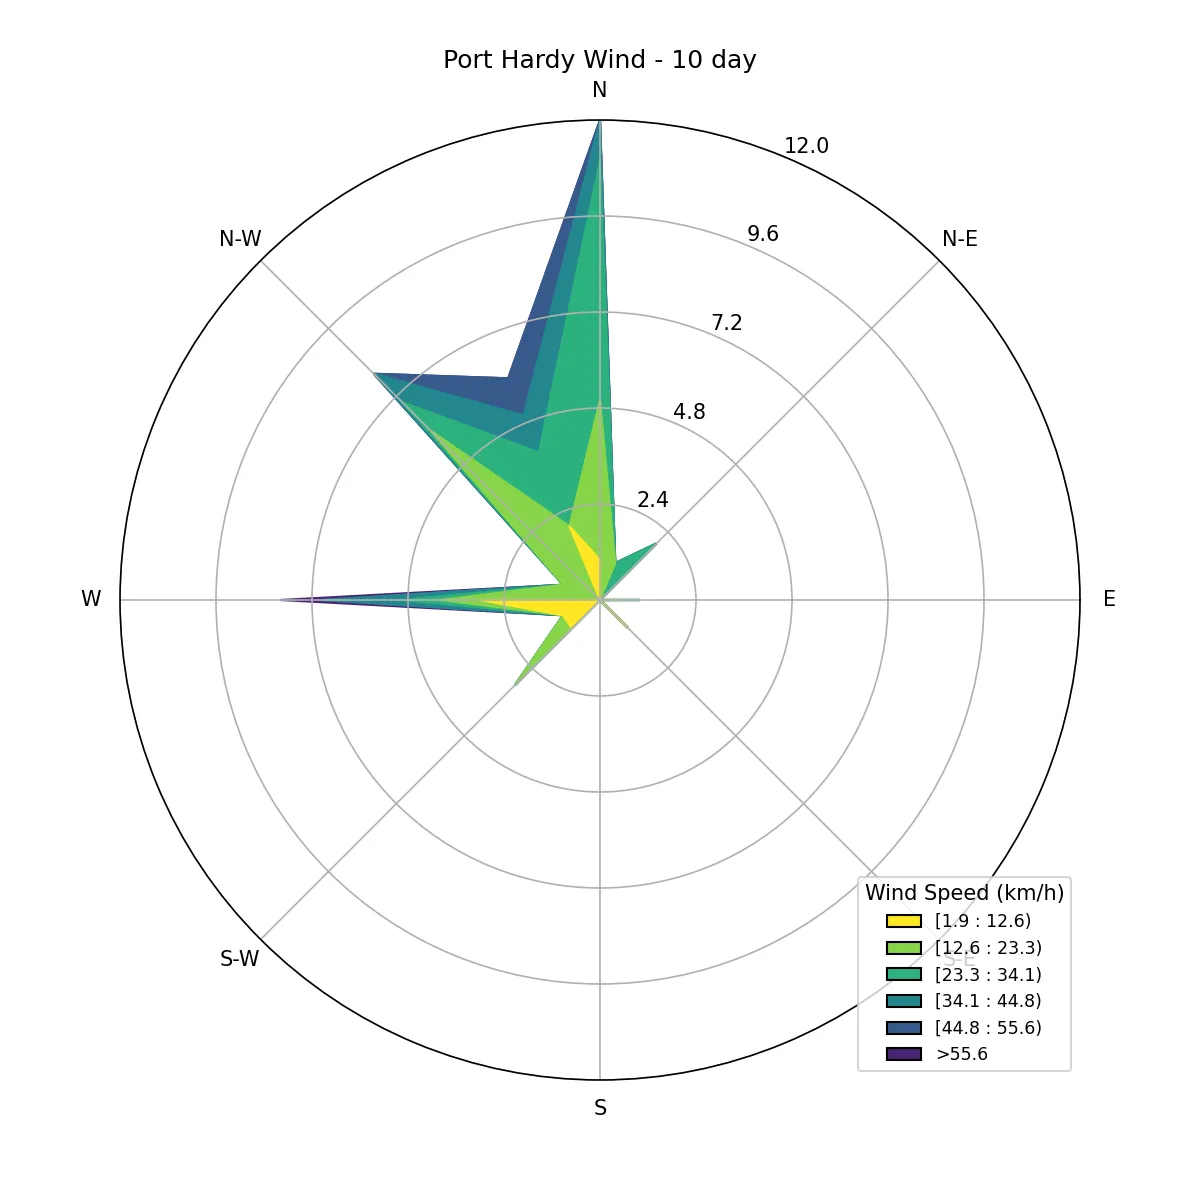 Port Hardy Wind - 10 day
N
12.0
N-W
9.6
N-E
7.2
4.8
2.4
W
E
S-W
S-E
S
Wind Speed (km/h)
[1.9 : 12.6)
[12.6 : 23.3)
[23.3 : 34.1)
[34.1 : 44.8)
[44.8 : 55.6)
>55.6